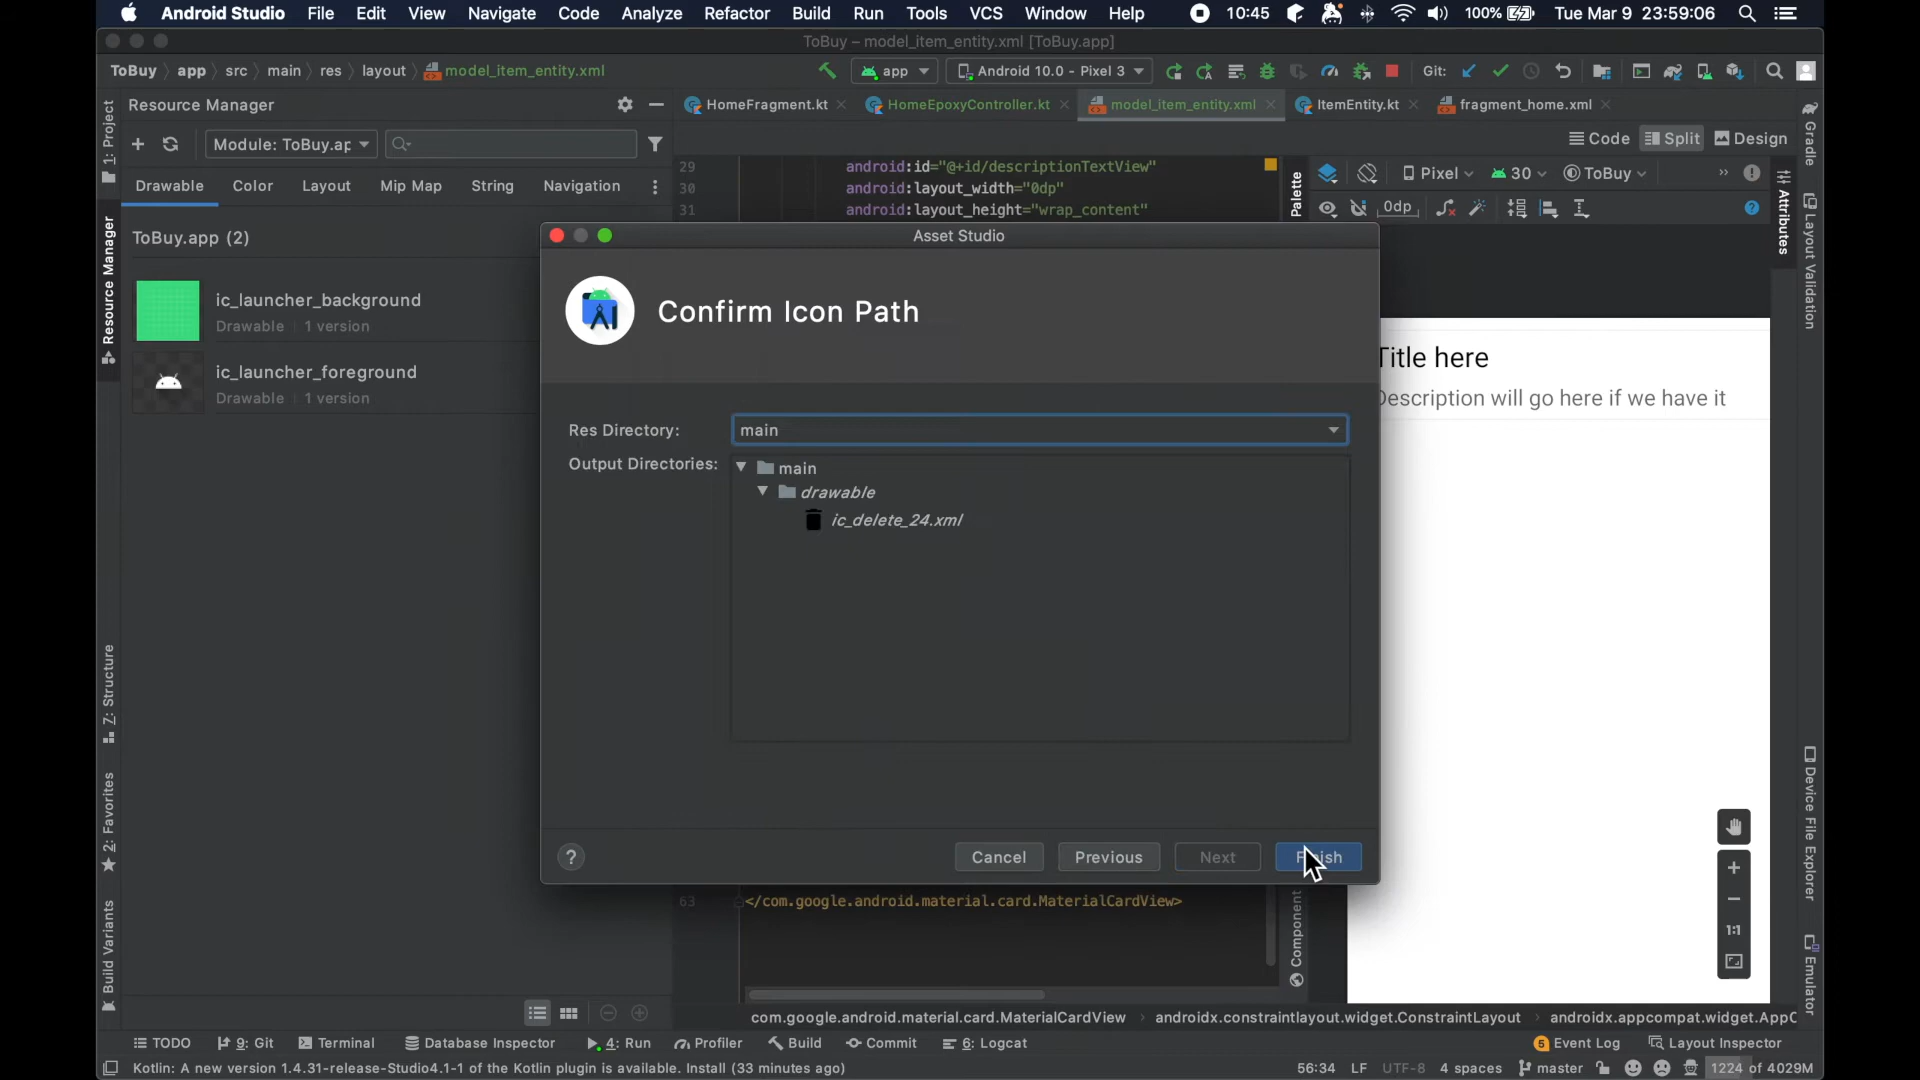 Android Studio File Edit View Navigate Code Analyze Refactor Build Run Tools VCS Window Help 10:45 100% Tue Mar 9 23:59:06
ToBuy – model_item_entity.xml [ToBuy.app]
ToBuy app src main res layout model_item_entity.xml app Android 10.0 - Pixel 3 Git:
Resource Manager HomeFragment.kt HomeEpoxyController.kt model_item_entity.xml ItemEntity.kt fragment_home.xml
Module: ToBuy.ap Code Split Design
Drawable Color Layout Mip Map String Navigation
29 android:id="@+id/descriptionTextView"
30 android:layout_width="0dp"
31 android:layout_height="wrap_content"
Pixel 30 ToBuy
0dp
ToBuy.app (2)
ic_launcher_background
Drawable 1 version
ic_launcher_foreground
Drawable 1 version
Asset Studio
Confirm Icon Path
Res Directory: main
Output Directories: main
drawable
ic_delete_24.xml
? Cancel Previous Next Finish
Title here
Description will go here if we have it
63 </com.google.android.material.card.MaterialCardView>
1:1
com.google.android.material.card.MaterialCardView androidx.constraintlayout.widget.ConstraintLayout androidx.appcompat.widget.AppC
1: Project
Resource Manager
Z: Structure
2: Favorites
Build Variants
Palette
Component
Attributes
Gradle
Layout Validation
Device File Explorer
Emulator
TODO 9: Git Terminal Database Inspector 4: Run Profiler Build Commit 6: Logcat 5 Event Log Layout Inspector
Kotlin: A new version 1.4.31-release-Studio4.1-1 of the Kotlin plugin is available. Install (33 minutes ago) 56:34 LF UTF-8 4 spaces master 1224 of 4029M